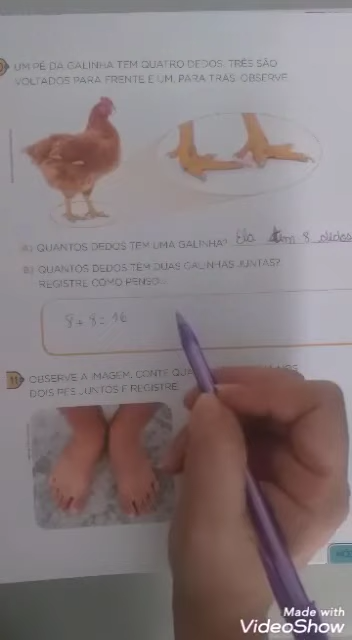 UM PÉ DA GALINHA TEM QUATRO DEDOS. TRÊS SÃO
VOLTADOS PARA FRENTE E UM, PARA TRÁS. OBSERVE.
A) QUANTOS DEDOS TEM UMA GALINHA? Ela tem 8 dedos
B) QUANTOS DEDOS TÊM DUAS GALINHAS JUNTAS?
REGISTRE COMO PENSOU.
8 + 8 = 16
11 OBSERVE A IMAGEM, CONTE
DOIS PÉS JUNTOS E REGISTRE.
Made with
VideoShow